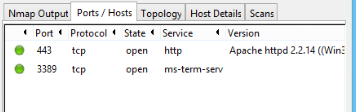 Nmap Output Ports / Hosts Topology Host Details Scans
Port Protocol State Service Version
443 tcp open http Apache httpd 2.2.14 ((Win3
3389 tcp open ms-term-serv